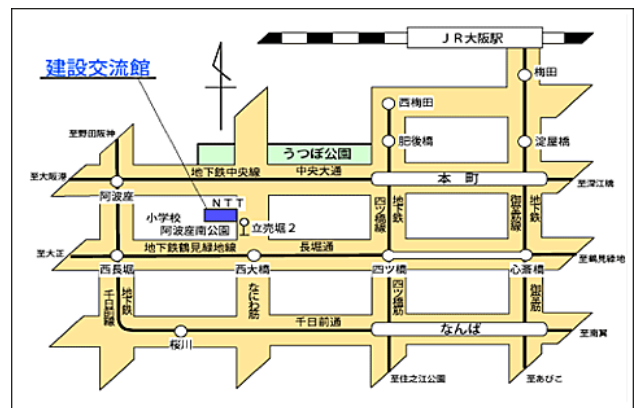 JR大阪駅
建設交流館
梅田
西梅田
至野田阪神
肥後橋
淀屋橋
うつぼ公園
至大阪港
地下鉄中央線
中央大通
本町
至深江橋
阿波座
NTT
小学校
阿波座南公園
立売堀2
四ツ橋線
地下鉄
御堂筋線
地下鉄
至大正
地下鉄鶴見緑地線
長堀通
至鶴見緑地
西長堀
西大橋
四ツ橋
心斎橋
千日前線
地下鉄
なにわ筋
四ツ橋筋
御堂筋
千日前通
なんば
至南巽
桜川
至住之江公園
至あびこ